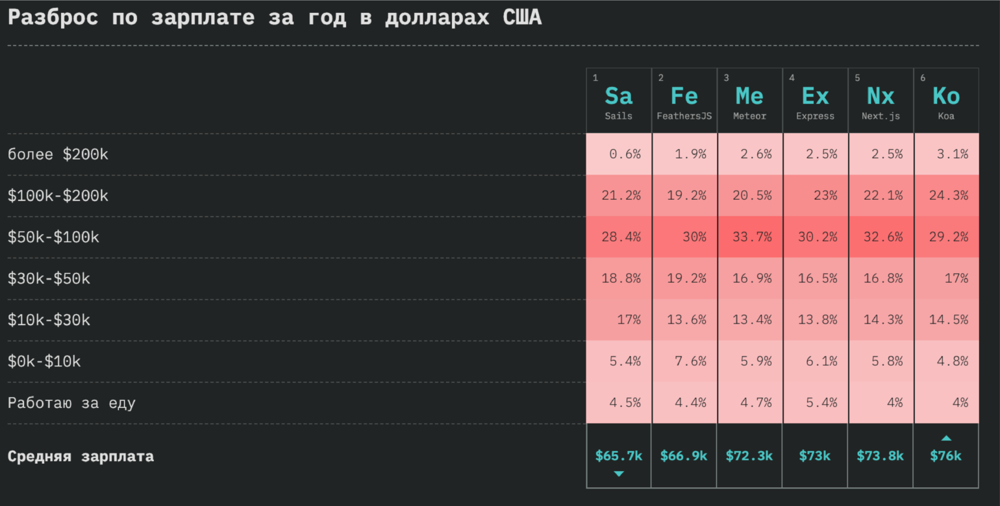 Разброс по зарплате за год в долларах США
1 2 3 4 5 6
Sa Fe Me Ex Nx Ko
Sails FeathersJS Meteor Express Next.js Koa
более $200k 0.6% 1.9% 2.6% 2.5% 2.5% 3.1%
$100k-$200k 21.2% 19.2% 20.5% 23% 22.1% 24.3%
$50k-$100k 28.4% 30% 33.7% 30.2% 32.6% 29.2%
$30k-$50k 18.8% 19.2% 16.9% 16.5% 16.8% 17%
$10k-$30k 17% 13.6% 13.4% 13.8% 14.3% 14.5%
$0k-$10k 5.4% 7.6% 5.9% 6.1% 5.8% 4.8%
Работаю за еду 4.5% 4.4% 4.7% 5.4% 4% 4%
Средняя зарплата $65.7k $66.9k $72.3k $73k $73.8k $76k